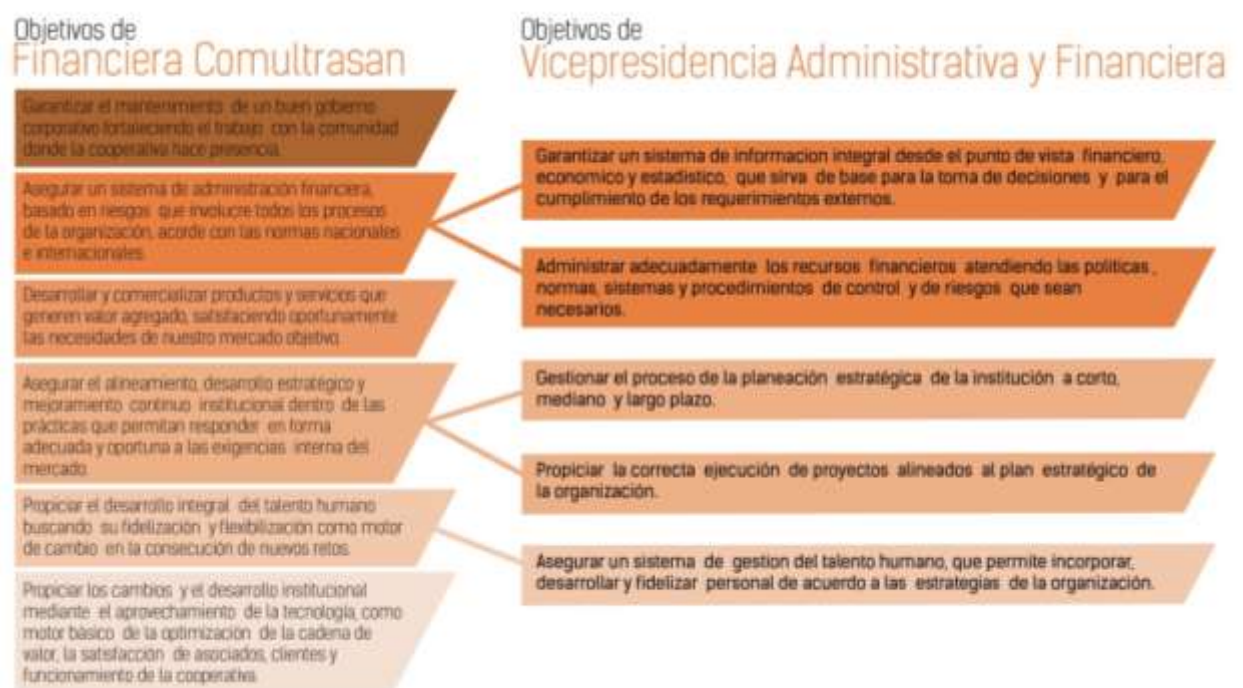 Objetivos de
Financiera Comultrasan
Garantizar el mantenimiento de un buen gobierno
corporativo fortaleciendo el trabajo con la comunidad
donde la cooperativa hace presencia.
Asegurar un sistema de administración financiera,
basado en riesgos que involucre todos los procesos
de la organización, acorde con las normas nacionales
e internacionales.
Desarrollar y comercializar productos y servicios que
generen valor agregado, satisfaciendo oportunamente
las necesidades de nuestro mercado objetivo.
Asegurar el alineamiento, desarrollo estratégico y
mejoramiento continuo institucional dentro de las
prácticas que permitan responder en forma
adecuada y oportuna a las exigencias interna del
mercado.
Propiciar el desarrollo integral del talento humano
buscando su fidelización y flexibilización como motor
de cambio en la consecución de nuevos retos.
Propiciar los cambios y el desarrollo institucional
mediante el aprovechamiento de la tecnología, como
motor básico de la optimización de la cadena de
valor, la satisfacción de asociados, clientes y
funcionamiento de la cooperativa.
Objetivos de
Vicepresidencia Administrativa y Financiera
Garantizar un sistema de informacion integral desde el punto de vista financiero,
economico y estadistico, que sirva de base para la toma de decisiones y para el
cumplimiento de los requerimientos externos.
Administrar adecuadamente los recursos financieros atendiendo las politicas,
normas, sistemas y procedimientos de control y de riesgos que sean
necesarios.
Gestionar el proceso de la planeación estratégica de la institución a corto,
mediano y largo plazo.
Propiciar la correcta ejecución de proyectos alineados al plan estratégico de
la organización.
Asegurar un sistema de gestion del talento humano, que permite incorporar,
desarrollar y fidelizar personal de acuerdo a las estrategias de la organización.